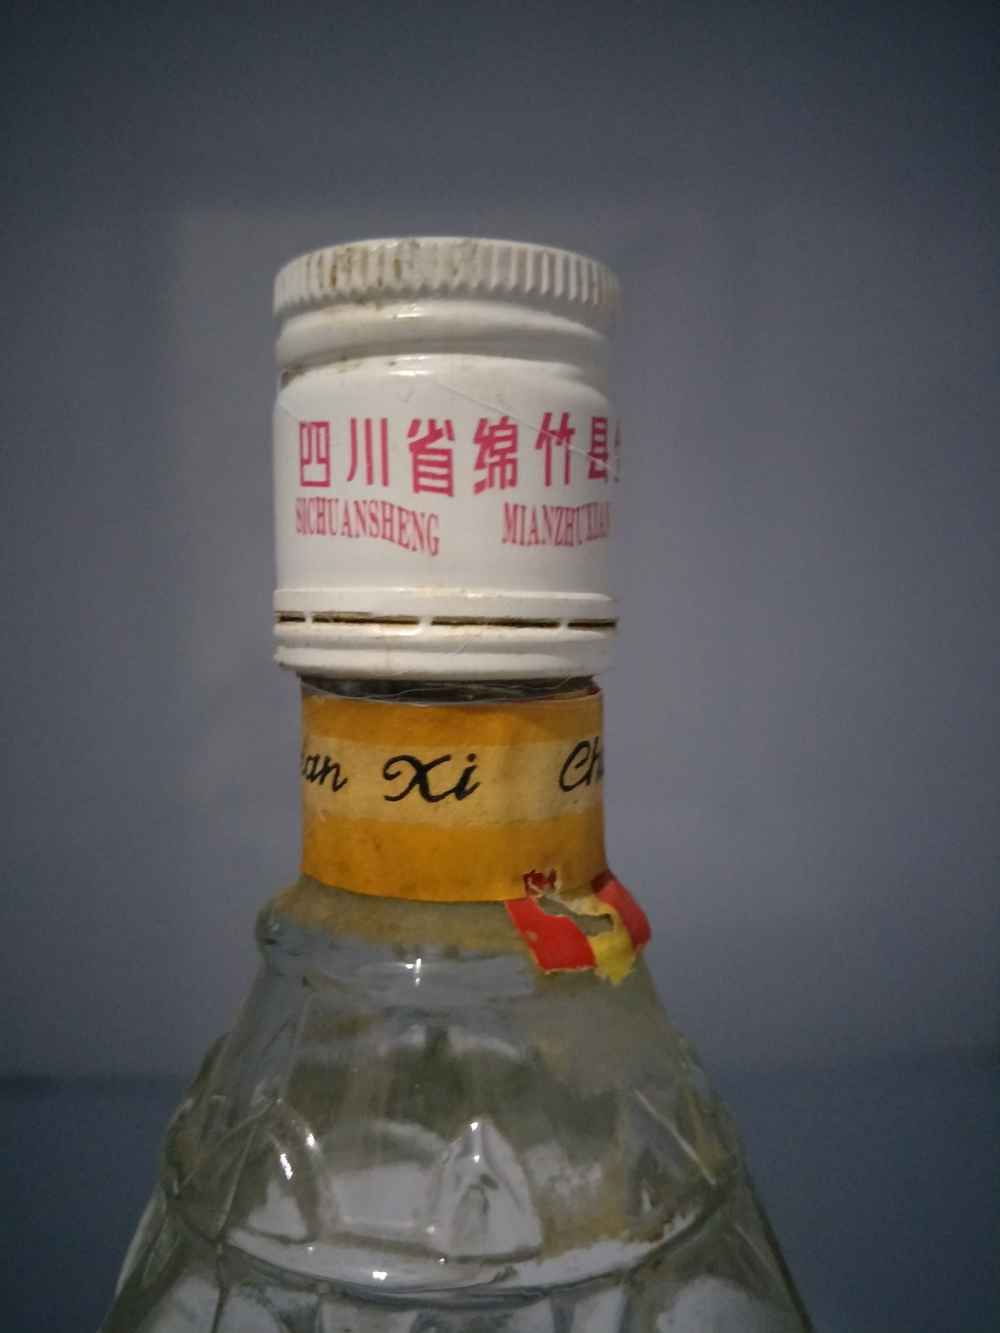 四川省绵竹县
SICHUANSHENG MIANZHUXIAN
Xi